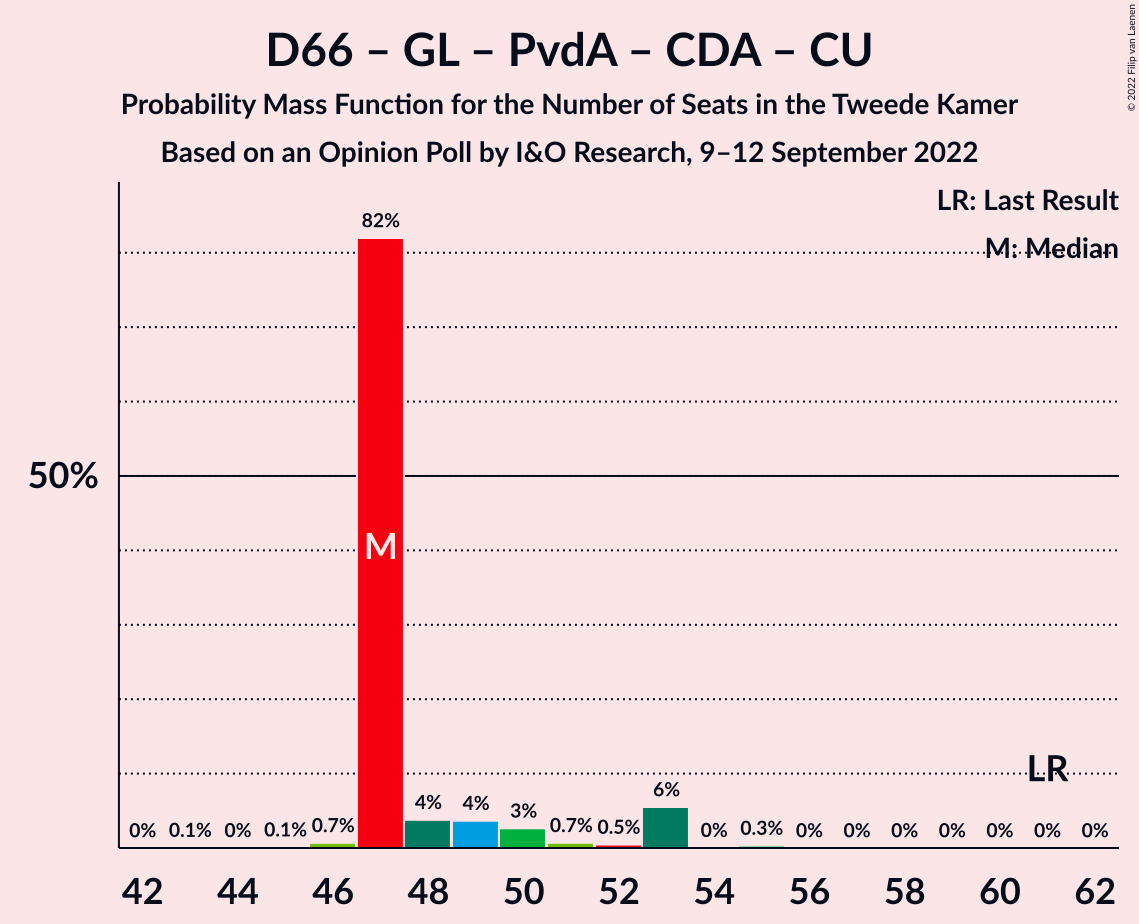 D66 – GL – PvdA – CDA – CU
Probability Mass Function for the Number of Seats in the Tweede Kamer
Based on an Opinion Poll by I&O Research, 9–12 September 2022
© 2022 Filip van Laenen
LR: Last Result
M: Median
82%
50%
M
LR
0% 0.1% 0% 0.1% 0.7% 4% 4% 3% 0.7% 0.5% 6% 0% 0.3% 0% 0% 0% 0% 0% 0% 0%
42 44 46 48 50 52 54 56 58 60 62